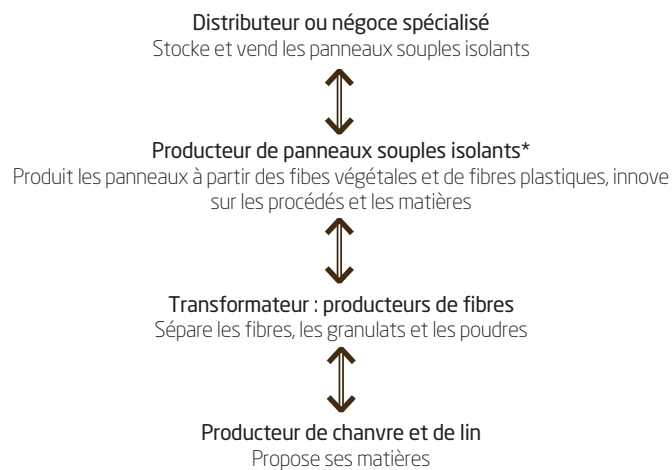 Distributeur ou négoce spécialisé
Stocke et vend les panneaux souples isolants
Producteur de panneaux souples isolants*
Produit les panneaux à partir des fibes végétales et de fibres plastiques, innove
sur les procédés et les matières
Transformateur : producteurs de fibres
Sépare les fibres, les granulats et les poudres
Producteur de chanvre et de lin
Propose ses matières